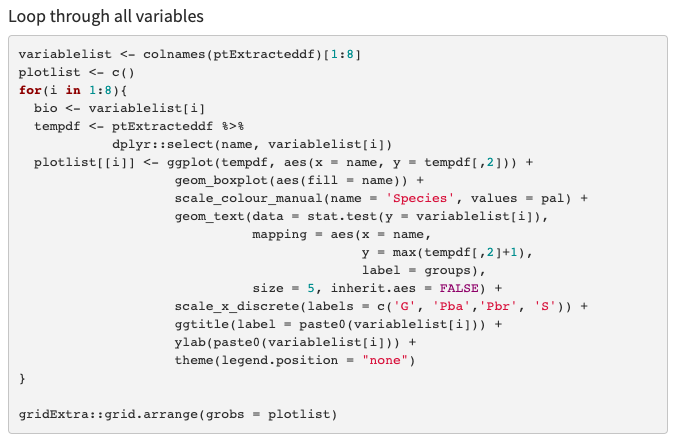 Loop through all variables
variablelist <- colnames(ptExtracteddf)[1:8]
plotlist <- c()
for(i in 1:8){
  bio <- variablelist[i]
  tempdf <- ptExtracteddf %>%
            dplyr::select(name, variablelist[i])
  plotlist[[i]] <- ggplot(tempdf, aes(x = name, y = tempdf[,2])) +
                    geom_boxplot(aes(fill = name)) +
                    scale_colour_manual(name = 'Species', values = pal) +
                    geom_text(data = stat.test(y = variablelist[i]),
                              mapping = aes(x = name,
                                            y = max(tempdf[,2]+1),
                                            label = groups),
                              size = 5, inherit.aes = FALSE) +
                    scale_x_discrete(labels = c('G', 'Pba','Pbr', 'S')) +
                    ggtitle(label = paste0(variablelist[i])) +
                    ylab(paste0(variablelist[i])) +
                    theme(legend.position = "none")
}
gridExtra::grid.arrange(grobs = plotlist)